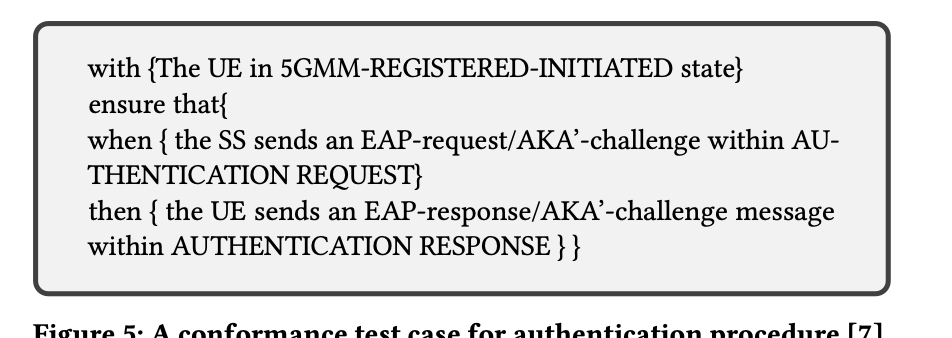 with {The UE in 5GMM-REGISTERED-INITIATED state}
ensure that{
when { the SS sends an EAP-request/AKA’-challenge within AU-
THENTICATION REQUEST}
then { the UE sends an EAP-response/AKA’-challenge message
within AUTHENTICATION RESPONSE } }
Figure 5: A conformance test case for authentication procedure [7]